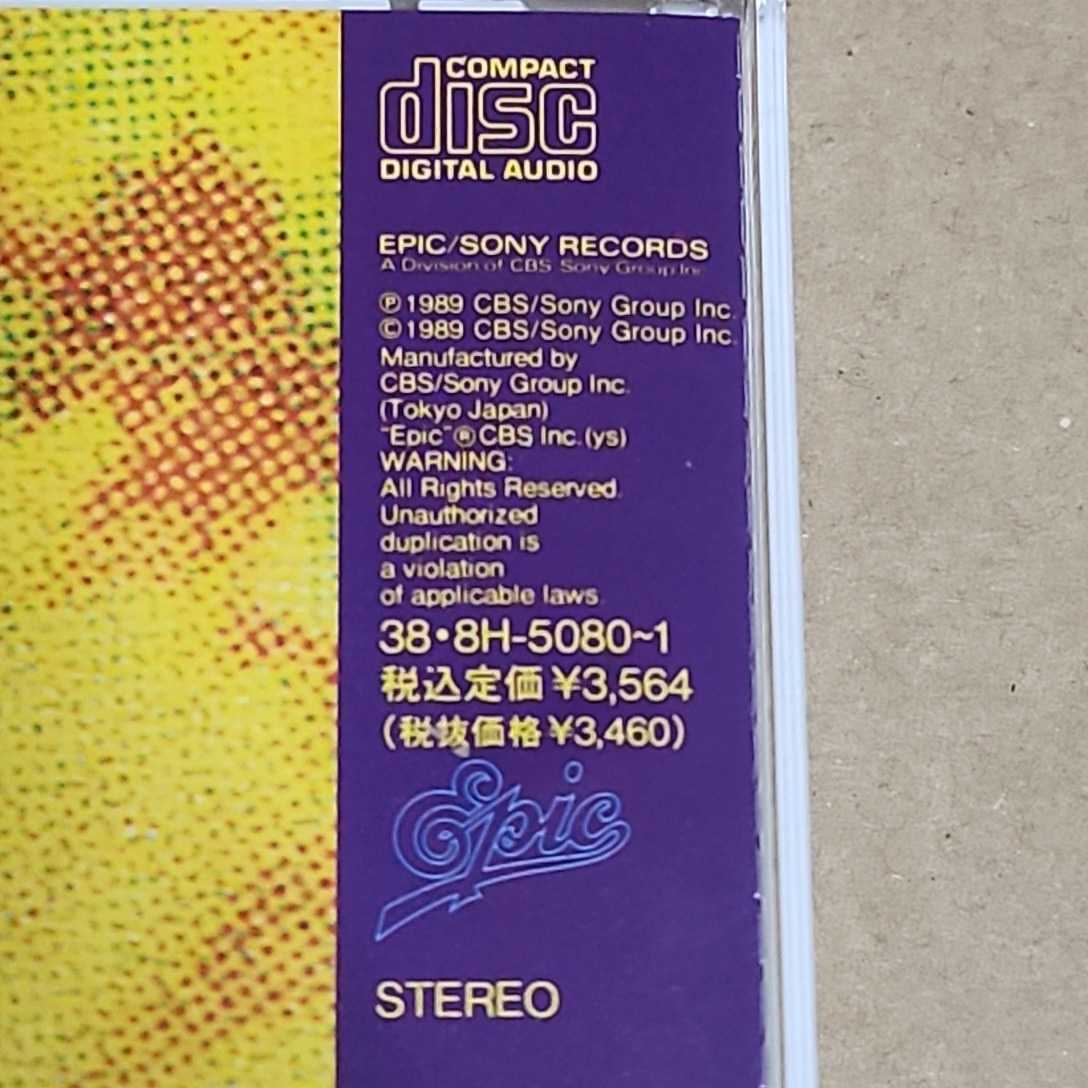 COMPACT
disc
DIGITAL AUDIO
EPIC/SONY RECORDS
A Division of CBS Sony Group Inc.
℗ 1989 CBS/Sony Group Inc.
© 1989 CBS/Sony Group Inc.
Manufactured by
CBS/Sony Group Inc.
(Tokyo Japan)
"Epic" ® CBS Inc. (ys)
WARNING:
All Rights Reserved.
Unauthorized
duplication is
a violation
of applicable laws.
38•8H-5080~1
税込定価 ¥3,564
(税抜価格 ¥3,460)
Epic
STEREO